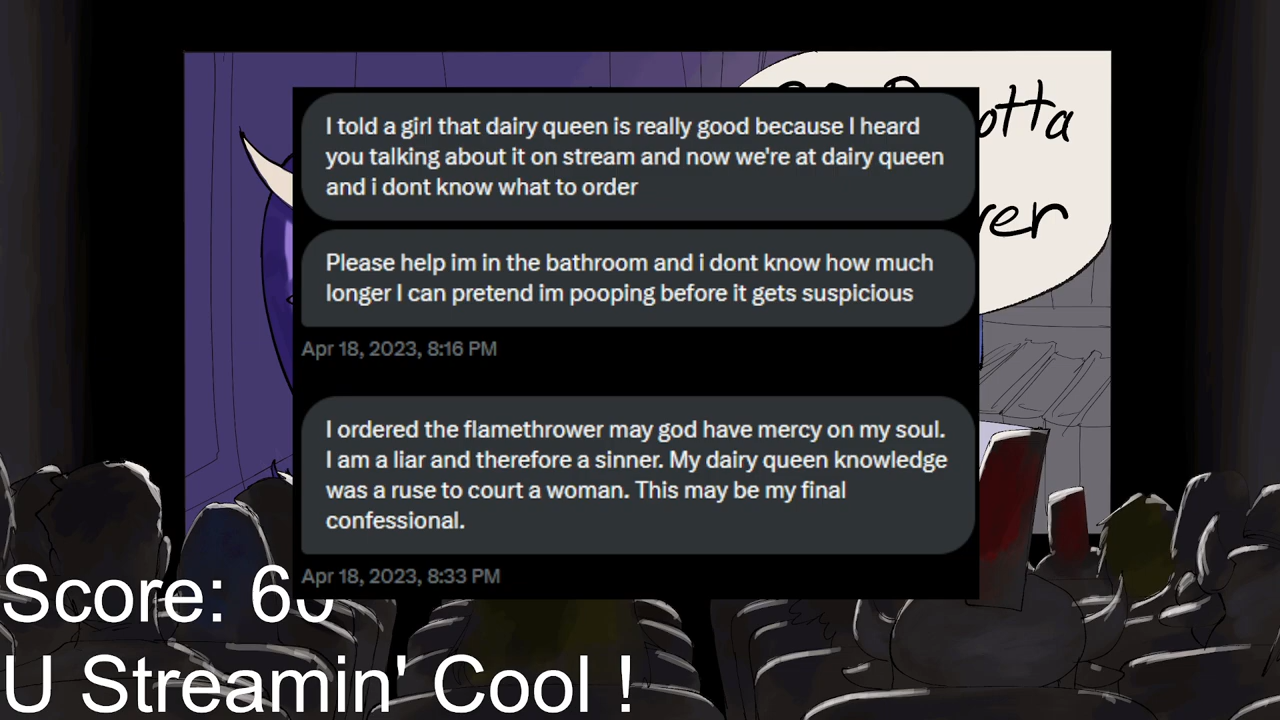 otta
I told a girl that dairy queen is really good because I heard
you talking about it on stream and now we're at dairy queen
and i dont know what to order
Please help im in the bathroom and i dont know how much
longer I can pretend im pooping before it gets suspicious
Apr 18, 2023, 8:16 PM
I ordered the flamethrower may god have mercy on my soul.
I am a liar and therefore a sinner. My dairy queen knowledge
was a ruse to court a woman. This may be my final
confessional.
Apr 18, 2023, 8:33 PM
Score: 60
U Streamin' Cool !